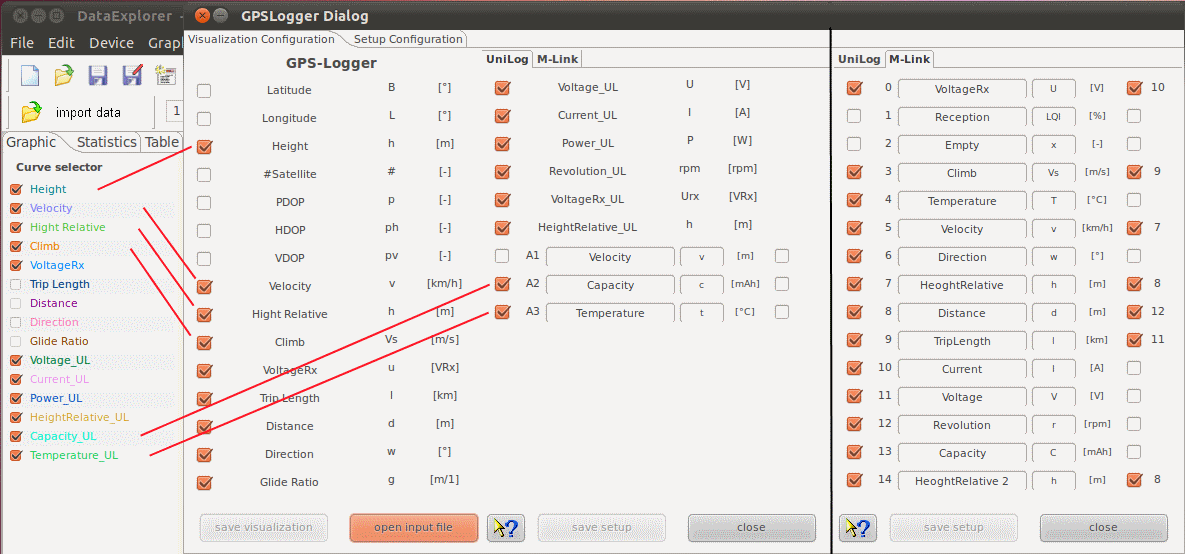 DataExplorer -
File Edit Device Grap
import data 1
Graphic Statistics Table
Curve selector
Height
Velocity
Hight Relative
Climb
VoltageRx
Trip Length
Distance
Direction
Glide Ratio
Voltage_UL
Current_UL
Power_UL
HeightRelative_UL
Capacity_UL
Temperature_UL
GPSLogger Dialog
Visualization Configuration Setup Configuration
GPS-Logger
Latitude B [°]
Longitude L [°]
Height h [m]
#Satellite # [-]
PDOP p [-]
HDOP ph [-]
VDOP pv [-]
Velocity v [km/h]
Hight Relative h [m]
Climb Vs [m/s]
VoltageRx u [VRx]
Trip Length l [km]
Distance d [m]
Direction w [°]
Glide Ratio g [m/1]
save visualization open input file
UniLog M-Link
Voltage_UL U [V]
Current_UL I [A]
Power_UL P [W]
Revolution_UL rpm [rpm]
VoltageRx_UL Urx [VRx]
HeightRelative_UL h [m]
A1 Velocity v [m]
A2 Capacity c [mAh]
A3 Temperature t [°C]
? save setup close
UniLog M-Link
0 VoltageRx U [V] 10
1 Reception LQI [%]
2 Empty x [-]
3 Climb Vs [m/s] 9
4 Temperature T [°C]
5 Velocity v [km/h] 7
6 Direction w [°]
7 HeoghtRelative h [m] 8
8 Distance d [m] 12
9 TripLength l [km] 11
10 Current I [A]
11 Voltage V [V]
12 Revolution r [rpm]
13 Capacity C [mAh]
14 HeoghtRelative 2 h [m] 8
? save setup close